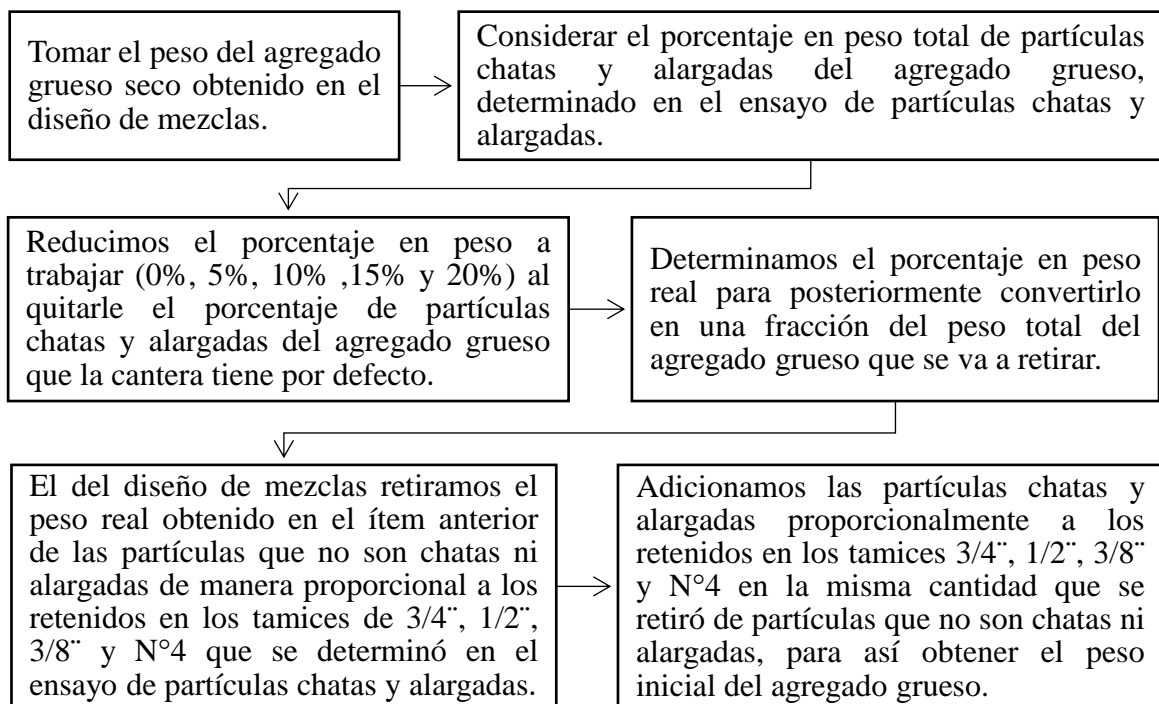 Tomar el peso del agregado
grueso seco obtenido en el
diseño de mezclas.
Considerar el porcentaje en peso total de partículas
chatas y alargadas del agregado grueso,
determinado en el ensayo de partículas chatas y
alargadas.
Reducimos el porcentaje en peso a
trabajar (0%, 5%, 10% ,15% y 20%) al
quitarle el porcentaje de partículas
chatas y alargadas del agregado grueso
que la cantera tiene por defecto.
Determinamos el porcentaje en peso
real para posteriormente convertirlo
en una fracción del peso total del
agregado grueso que se va a retirar.
El del diseño de mezclas retiramos el
peso real obtenido en el ítem anterior
de las partículas que no son chatas ni
alargadas de manera proporcional a los
retenidos en los tamices de 3/4¨, 1/2¨,
3/8¨ y N°4 que se determinó en el
ensayo de partículas chatas y alargadas.
Adicionamos las partículas chatas y
alargadas proporcionalmente a los
retenidos en los tamices 3/4¨, 1/2¨, 3/8¨
y N°4 en la misma cantidad que se
retiró de partículas que no son chatas ni
alargadas, para así obtener el peso
inicial del agregado grueso.